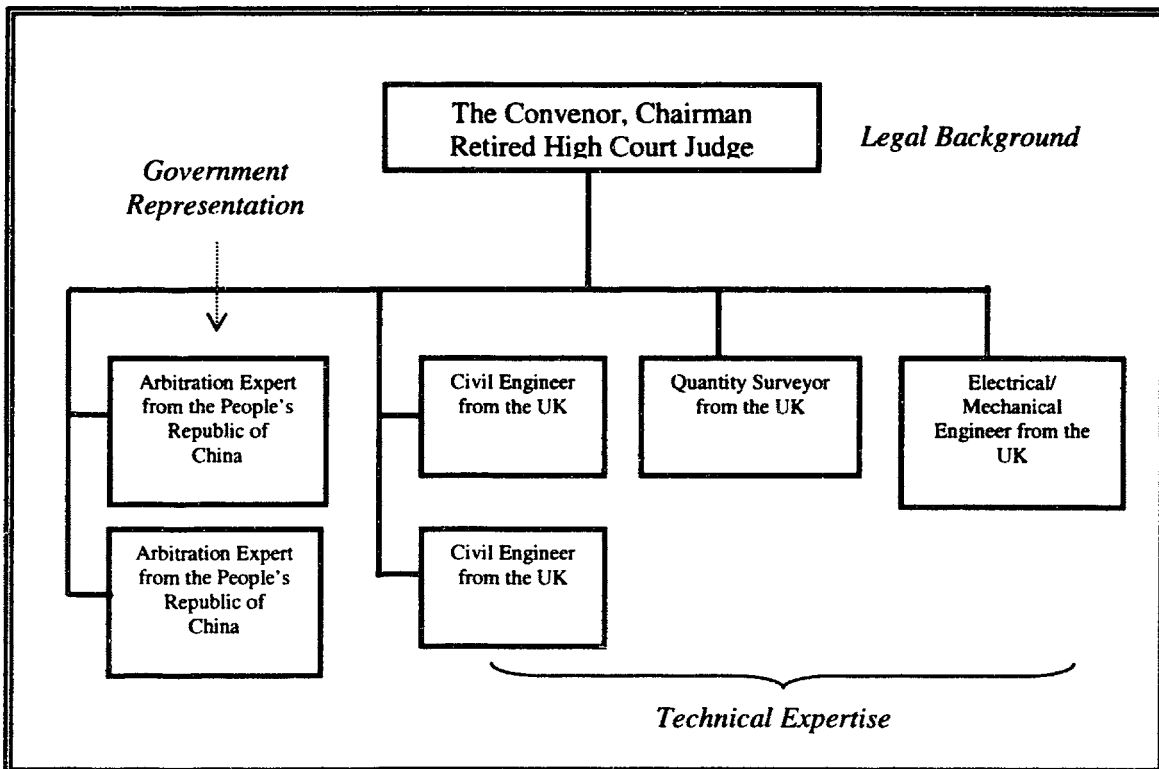 The Convenor, Chairman
Retired High Court Judge
Legal Background
Government
Representation
Arbitration Expert
from the People's
Republic of
China
Civil Engineer
from the UK
Quantity Surveyor
from the UK
Electrical/
Mechanical
Engineer from the
UK
Arbitration Expert
from the People's
Republic of
China
Civil Engineer
from the UK
Technical Expertise